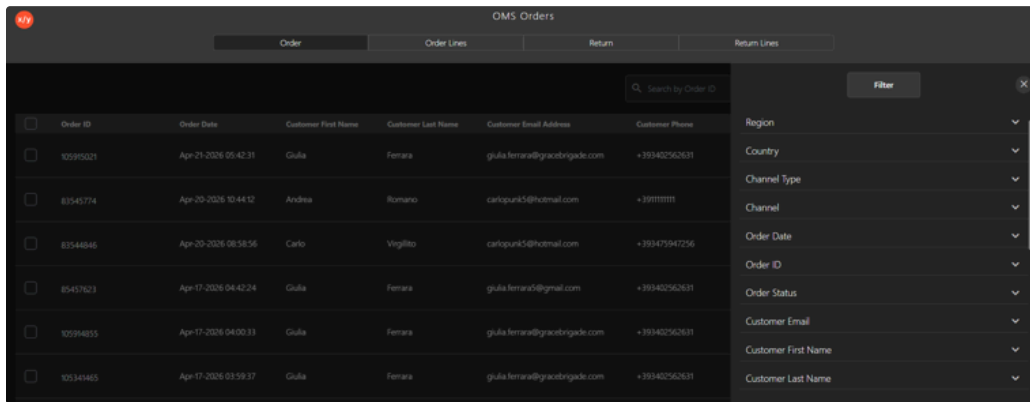 x/y
OMS Orders
Order Order Lines Return Return Lines
Search by Order ID
Filter
Order ID Order Date Customer First Name Customer Last Name Customer Email Address Customer Phone
105915021 Apr-21-2026 05:42:31 Giulia Ferrara giulia.ferrara@gracebrigade.com +393402562631
83545774 Apr-20-2026 10:44:12 Andrea Romano carlopunk5@hotmail.com +3911111111
83544846 Apr-20-2026 08:58:56 Carlo Virgillito carlopunk5@hotmail.com +393475947256
85457623 Apr-17-2026 04:42:24 Giulia Ferrara giulia.ferrara5@gmail.com +393402562631
105914855 Apr-17-2026 04:00:33 Giulia Ferrara giulia.ferrara@gracebrigade.com +393402562631
105341465 Apr-17-2026 03:59:37 Giulia Ferrara giulia.ferrara@gracebrigade.com +393402562631
Region
Country
Channel Type
Channel
Order Date
Order ID
Order Status
Customer Email
Customer First Name
Customer Last Name